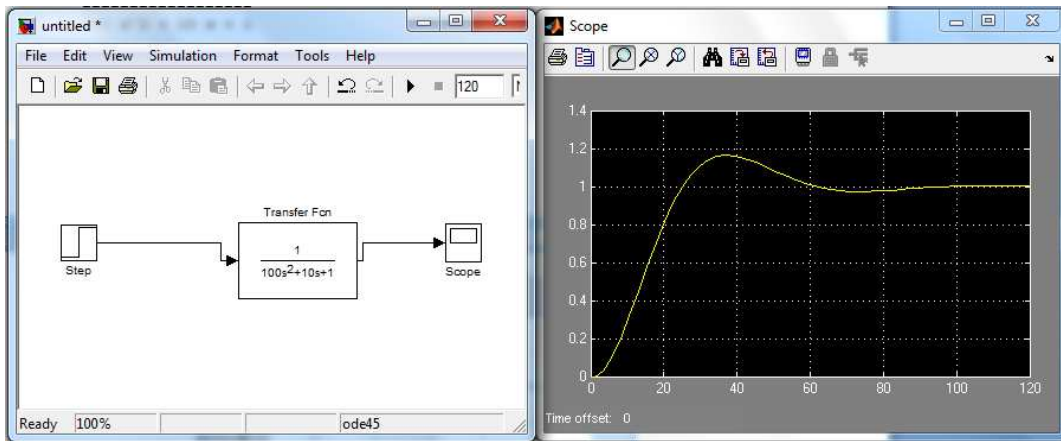 untitled *
File Edit View Simulation Format Tools Help
120
Transfer Fcn
1
100s2+10s+1
Step
Scope
Ready 100% ode45
Scope
1.4
1.2
1
0.8
0.6
0.4
0.2
0
0 20 40 60 80 100 120
Time offset: 0